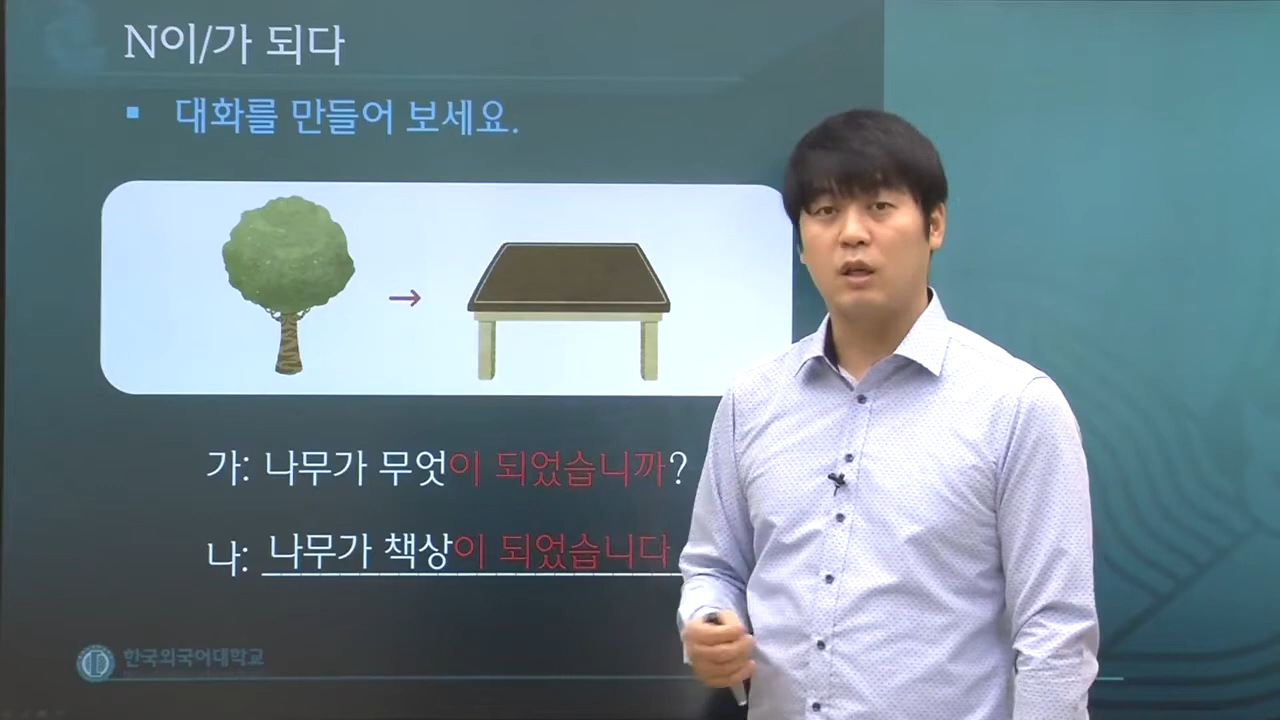 N이/가 되다
▪ 대화를 만들어 보세요.
가: 나무가 무엇이 되었습니까?
나: 나무가 책상이 되었습니다
한국외국어대학교